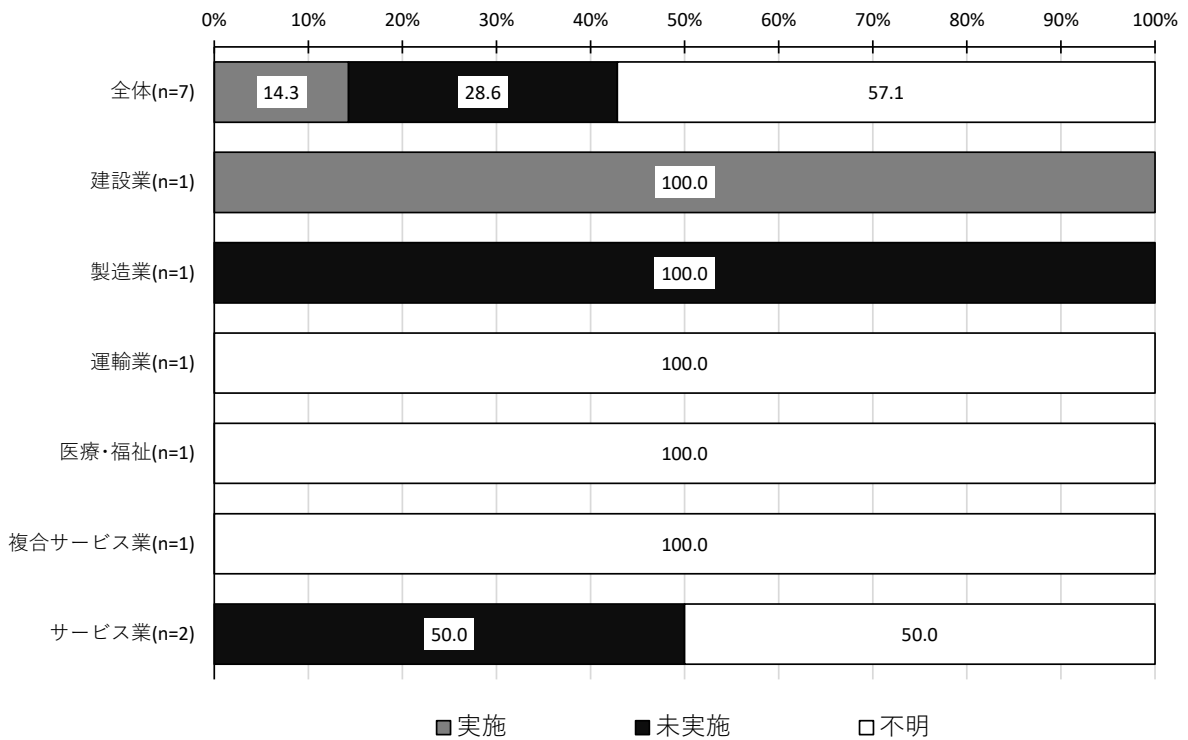 0% 10% 20% 30% 40% 50% 60% 70% 80% 90% 100%
全体(n=7) 14.3 28.6 57.1
建設業(n=1) 100.0
製造業(n=1) 100.0
運輸業(n=1) 100.0
医療・福祉(n=1) 100.0
複合サービス業(n=1) 100.0
サービス業(n=2) 50.0 50.0
実施 未実施 不明